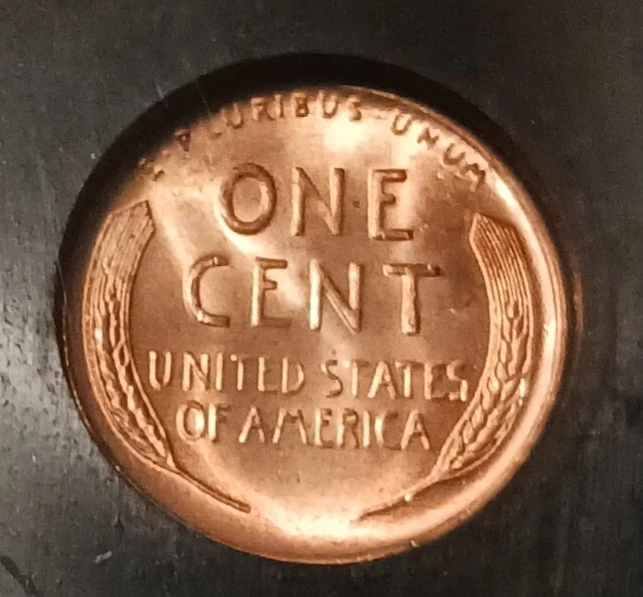 E PLURIBUS UNUM
ONE
CENT
UNITED STATES
OF AMERICA